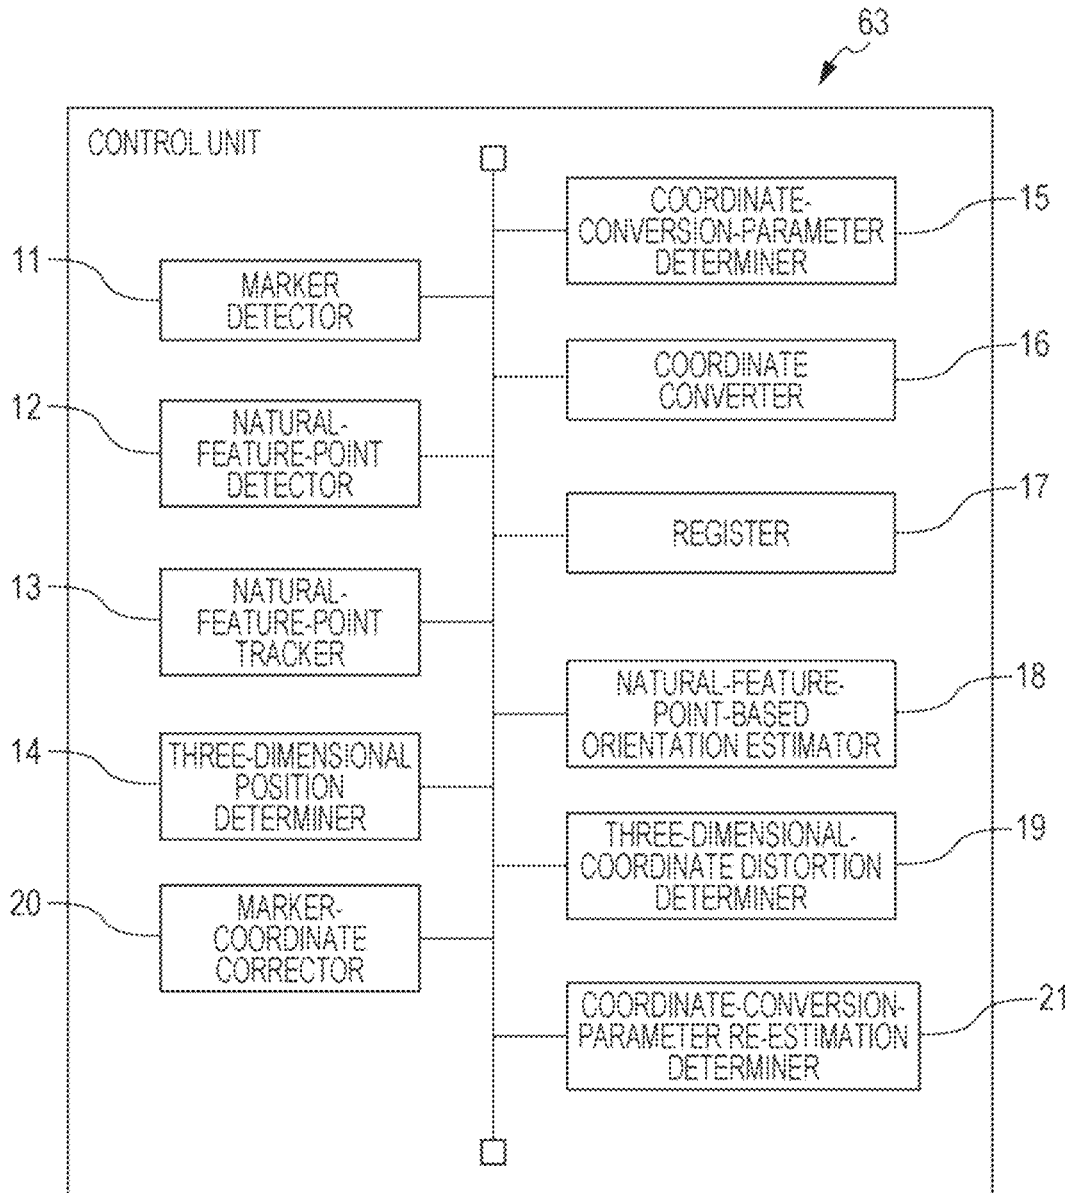 63
CONTROL UNIT
11
MARKER
DETECTOR
12
NATURAL-
FEATURE-POINT
DETECTOR
13
NATURAL-
FEATURE-POINT
TRACKER
14
THREE-DIMENSIONAL
POSITION
DETERMINER
20
MARKER-
COORDINATE
CORRECTOR
15
COORDINATE-
CONVERSION-PARAMETER
DETERMINER
16
COORDINATE
CONVERTER
17
REGISTER
18
NATURAL-FEATURE-
POINT-BASED
ORIENTATION ESTIMATOR
19
THREE-DIMENSIONAL-
COORDINATE DISTORTION
DETERMINER
21
COORDINATE-CONVERSION-
PARAMETER RE-ESTIMATION
DETERMINER